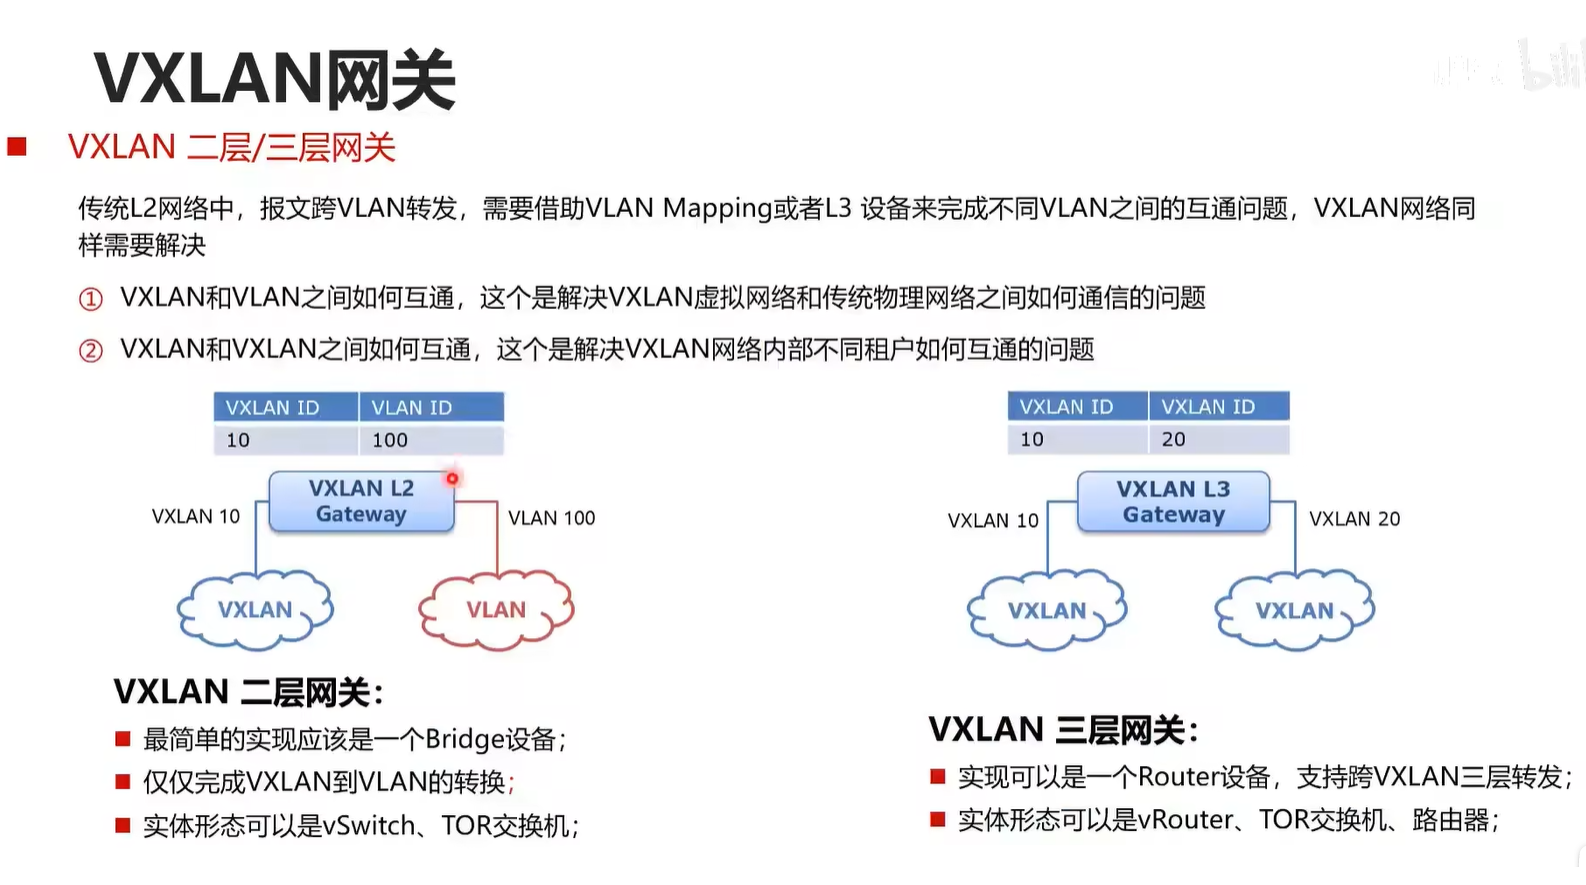 VXLAN网关
VXLAN 二层/三层网关
传统L2网络中，报文跨VLAN转发，需要借助VLAN Mapping或者L3 设备来完成不同VLAN之间的互通问题，VXLAN网络同
样需要解决
① VXLAN和VLAN之间如何互通，这个是解决VXLAN虚拟网络和传统物理网络之间如何通信的问题
② VXLAN和VXLAN之间如何互通，这个是解决VXLAN网络内部不同租户如何互通的问题
VXLAN ID VLAN ID
10 100
VXLAN L2
Gateway
VXLAN 10
VLAN 100
VXLAN
VLAN
VXLAN 二层网关：
最简单的实现应该是一个Bridge设备；
仅仅完成VXLAN到VLAN的转换；
实体形态可以是vSwitch、TOR交换机；
VXLAN ID VXLAN ID
10 20
VXLAN L3
Gateway
VXLAN 10
VXLAN 20
VXLAN
VXLAN
VXLAN 三层网关：
实现可以是一个Router设备，支持跨VXLAN三层转发；
实体形态可以是vRouter、TOR交换机、路由器；